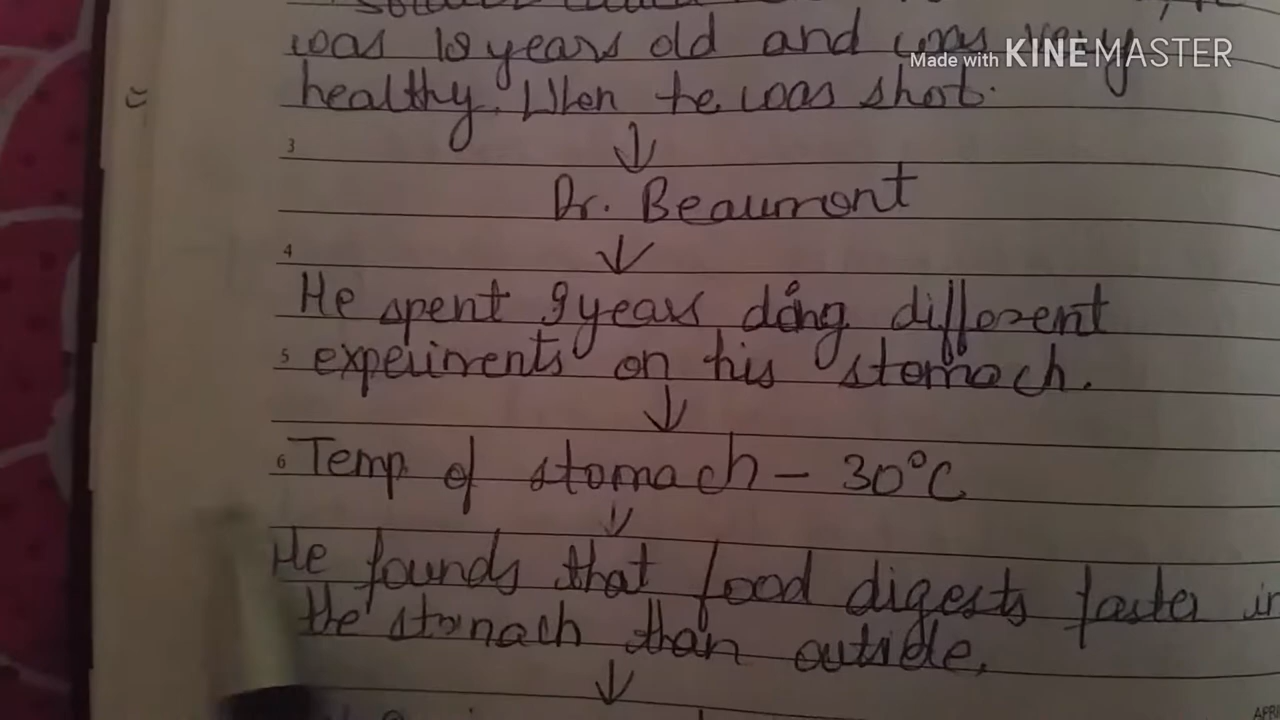 was 18 years old and was very
Made with KINEMASTER
healthy. When he was shot.
3
Dr. Beaumont
4
He spent 9 years doing different
5 experiments on his stomach.
6 Temp of stomach - 30°C
He founds that food digests faster in
the stomach than outside.